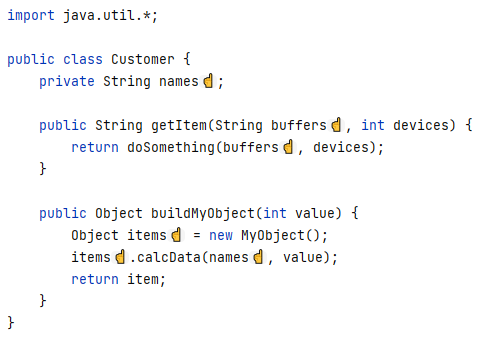 import java.util.*;

public class Customer {
    private String names☝;

    public String getItem(String buffers☝, int devices) {
        return doSomething(buffers☝, devices);
    }

    public Object buildMyObject(int value) {
        Object items☝ = new MyObject();
        items☝.calcData(names☝, value);
        return item;
    }
}